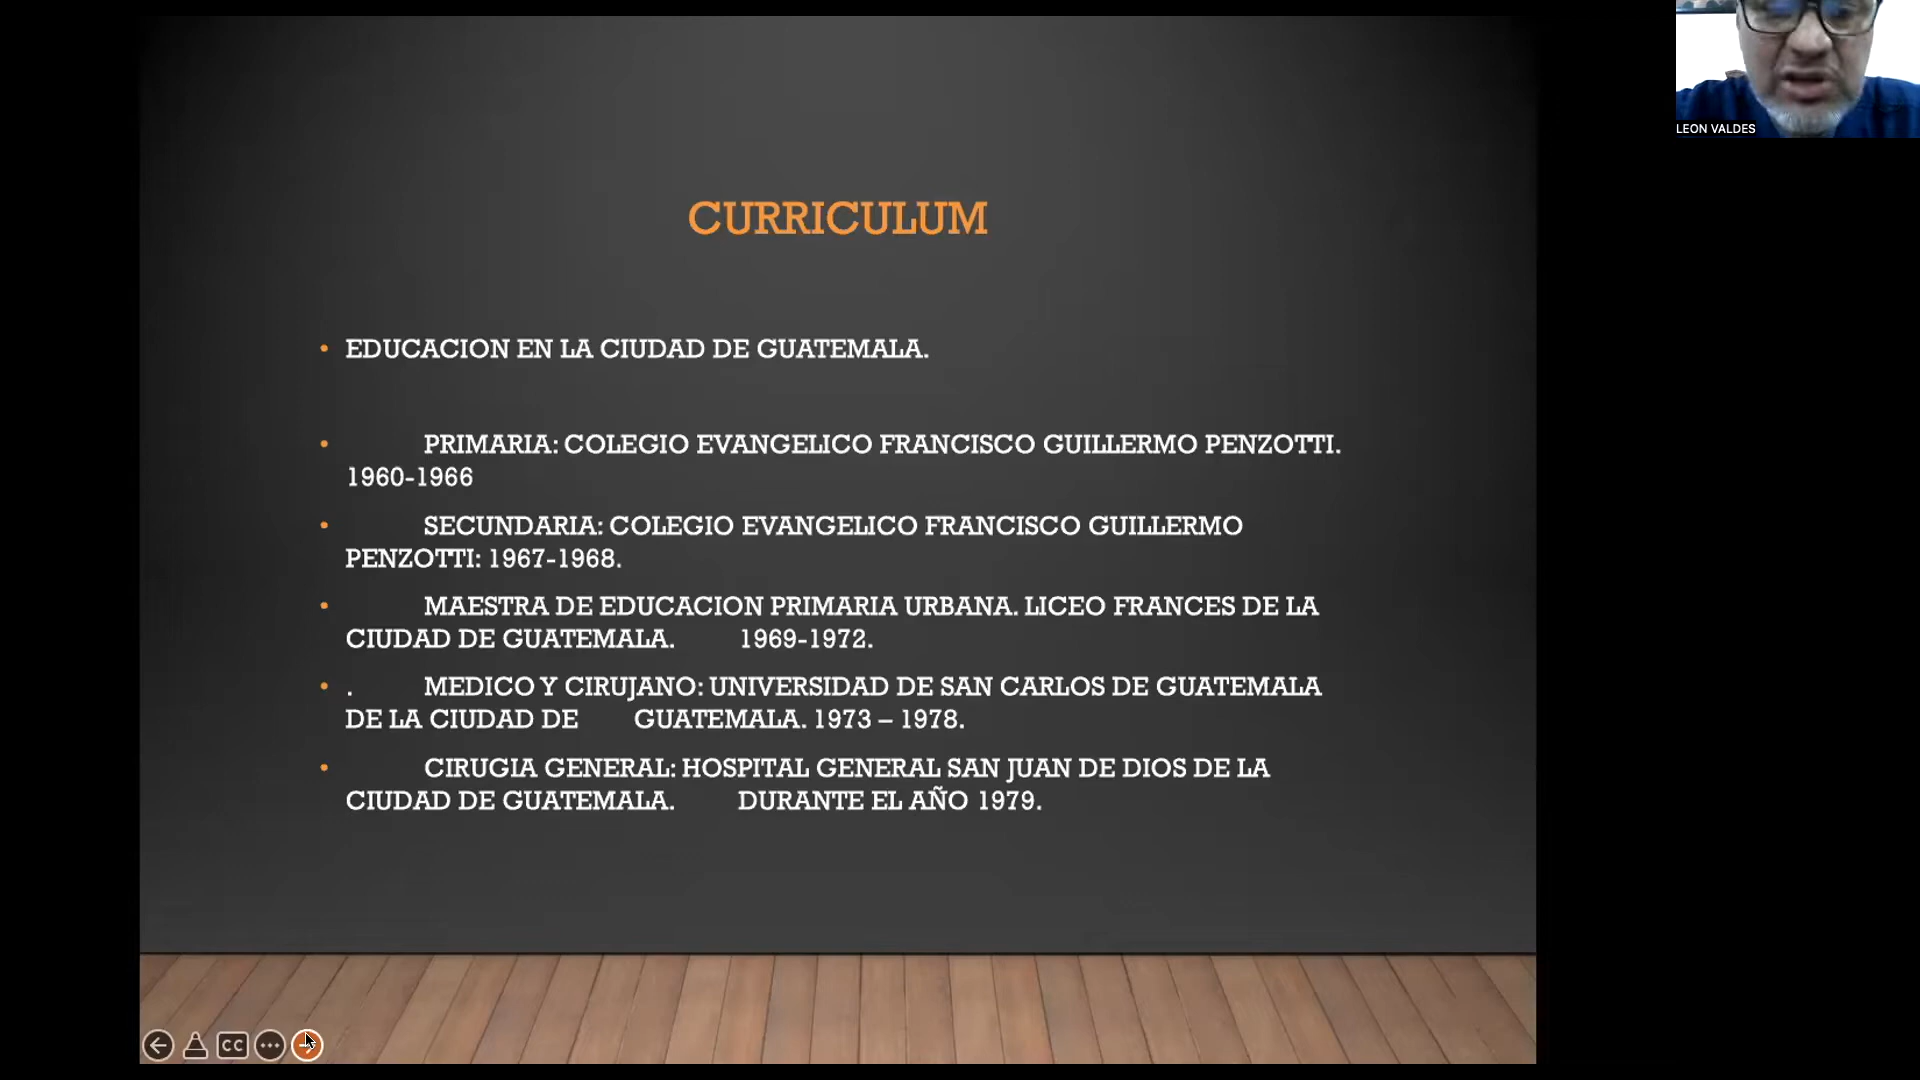 LEON VALDES
CURRICULUM
• EDUCACION EN LA CIUDAD DE GUATEMALA.
• PRIMARIA: COLEGIO EVANGELICO FRANCISCO GUILLERMO PENZOTTI.
1960-1966
• SECUNDARIA: COLEGIO EVANGELICO FRANCISCO GUILLERMO
PENZOTTI: 1967-1968.
• MAESTRA DE EDUCACION PRIMARIA URBANA. LICEO FRANCES DE LA
CIUDAD DE GUATEMALA. 1969-1972.
• . MEDICO Y CIRUJANO: UNIVERSIDAD DE SAN CARLOS DE GUATEMALA
DE LA CIUDAD DE GUATEMALA. 1973 – 1978.
• CIRUGIA GENERAL: HOSPITAL GENERAL SAN JUAN DE DIOS DE LA
CIUDAD DE GUATEMALA. DURANTE EL AÑO 1979.
CC